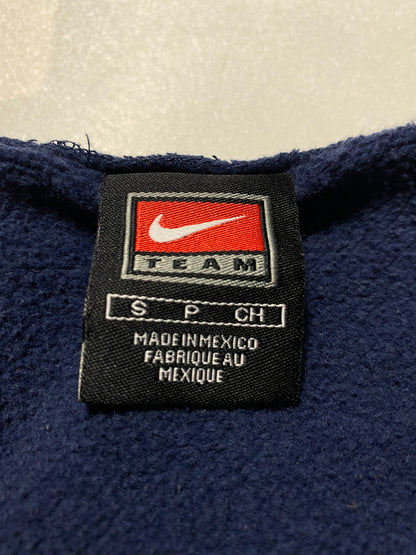 TEAM
S P CH
MADE IN MEXICO
FABRIQUE AU
MEXIQUE